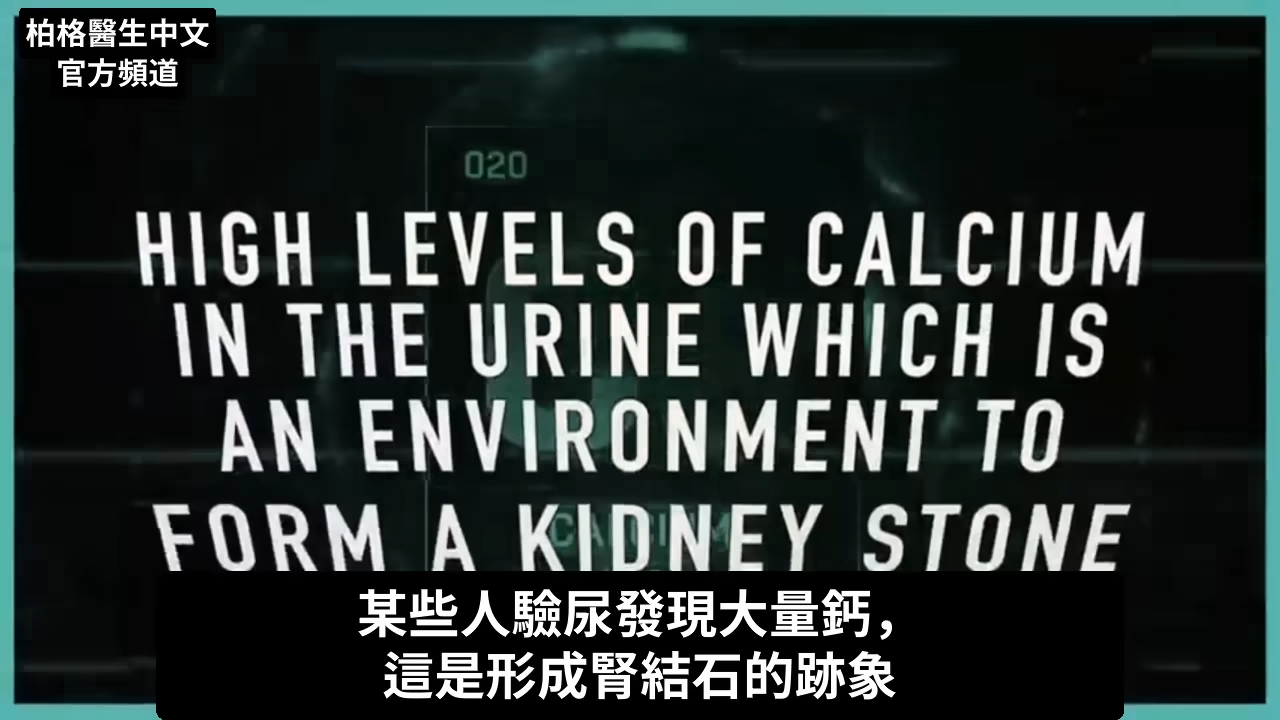 柏格醫生中文
官方頻道
020
HIGH LEVELS OF CALCIUM
IN THE URINE WHICH IS
AN ENVIRONMENT TO
FORM A KIDNEY STONE
CALCIUM
某些人驗尿發現大量鈣，
這是形成腎結石的跡象